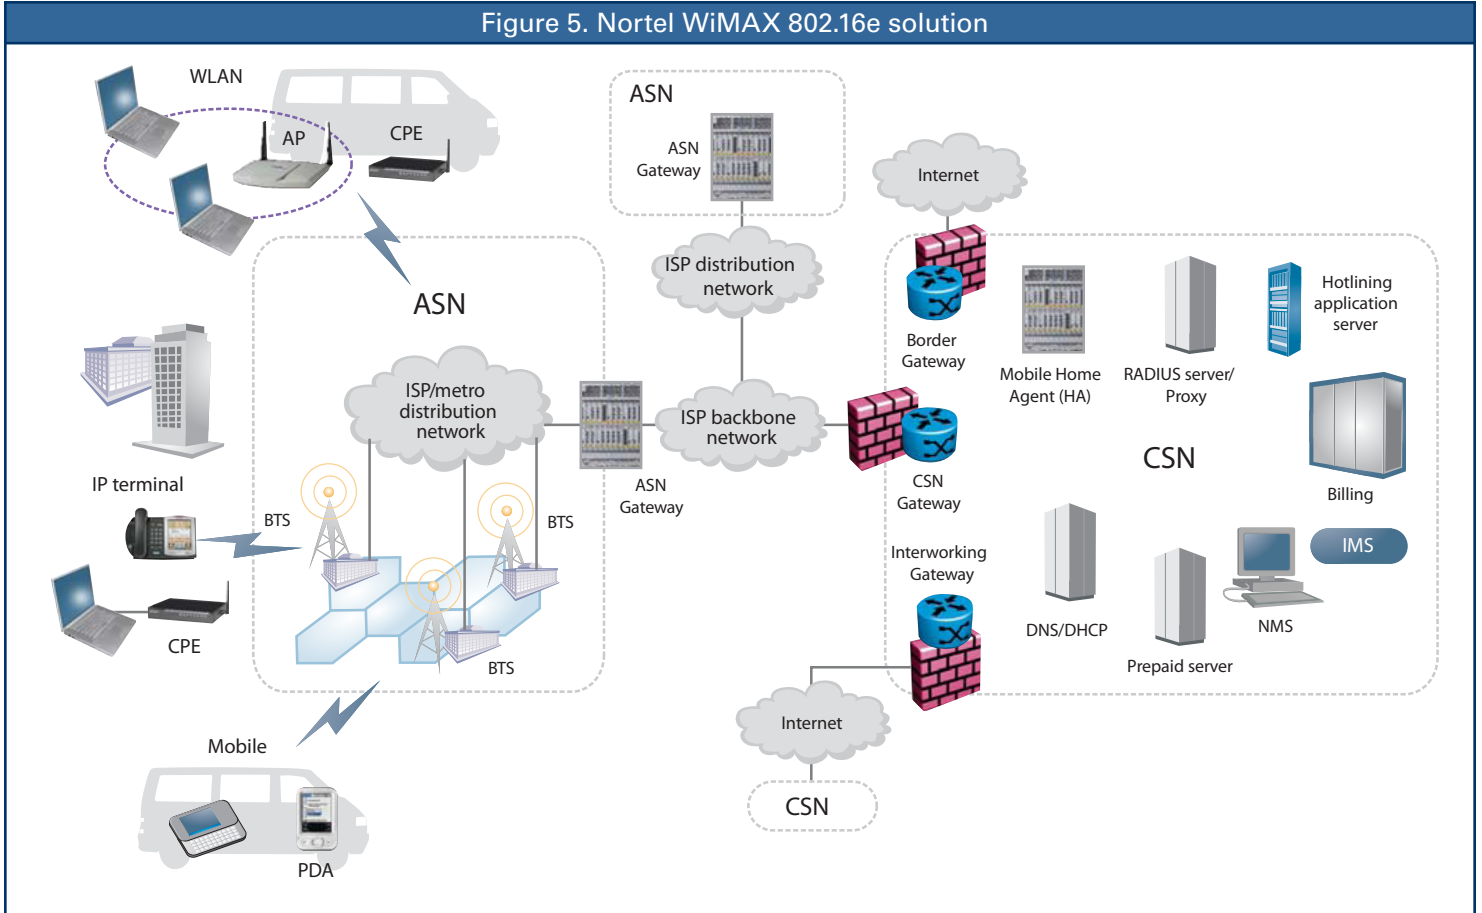 Figure 5. Nortel WiMAX 802.16e solution
WLAN
AP
CPE
ASN
ASN
Gateway
Internet
ISP distribution
network
ASN
Border
Gateway
Mobile Home
Agent (HA)
RADIUS server/
Proxy
Hotlining
application
server
ISP/metro
distribution
network
ISP backbone
network
ASN
Gateway
CSN
Gateway
CSN
Billing
IP terminal
BTS
BTS
BTS
CPE
Interworking
Gateway
DNS/DHCP
Prepaid server
NMS
IMS
Internet
CSN
Mobile
PDA